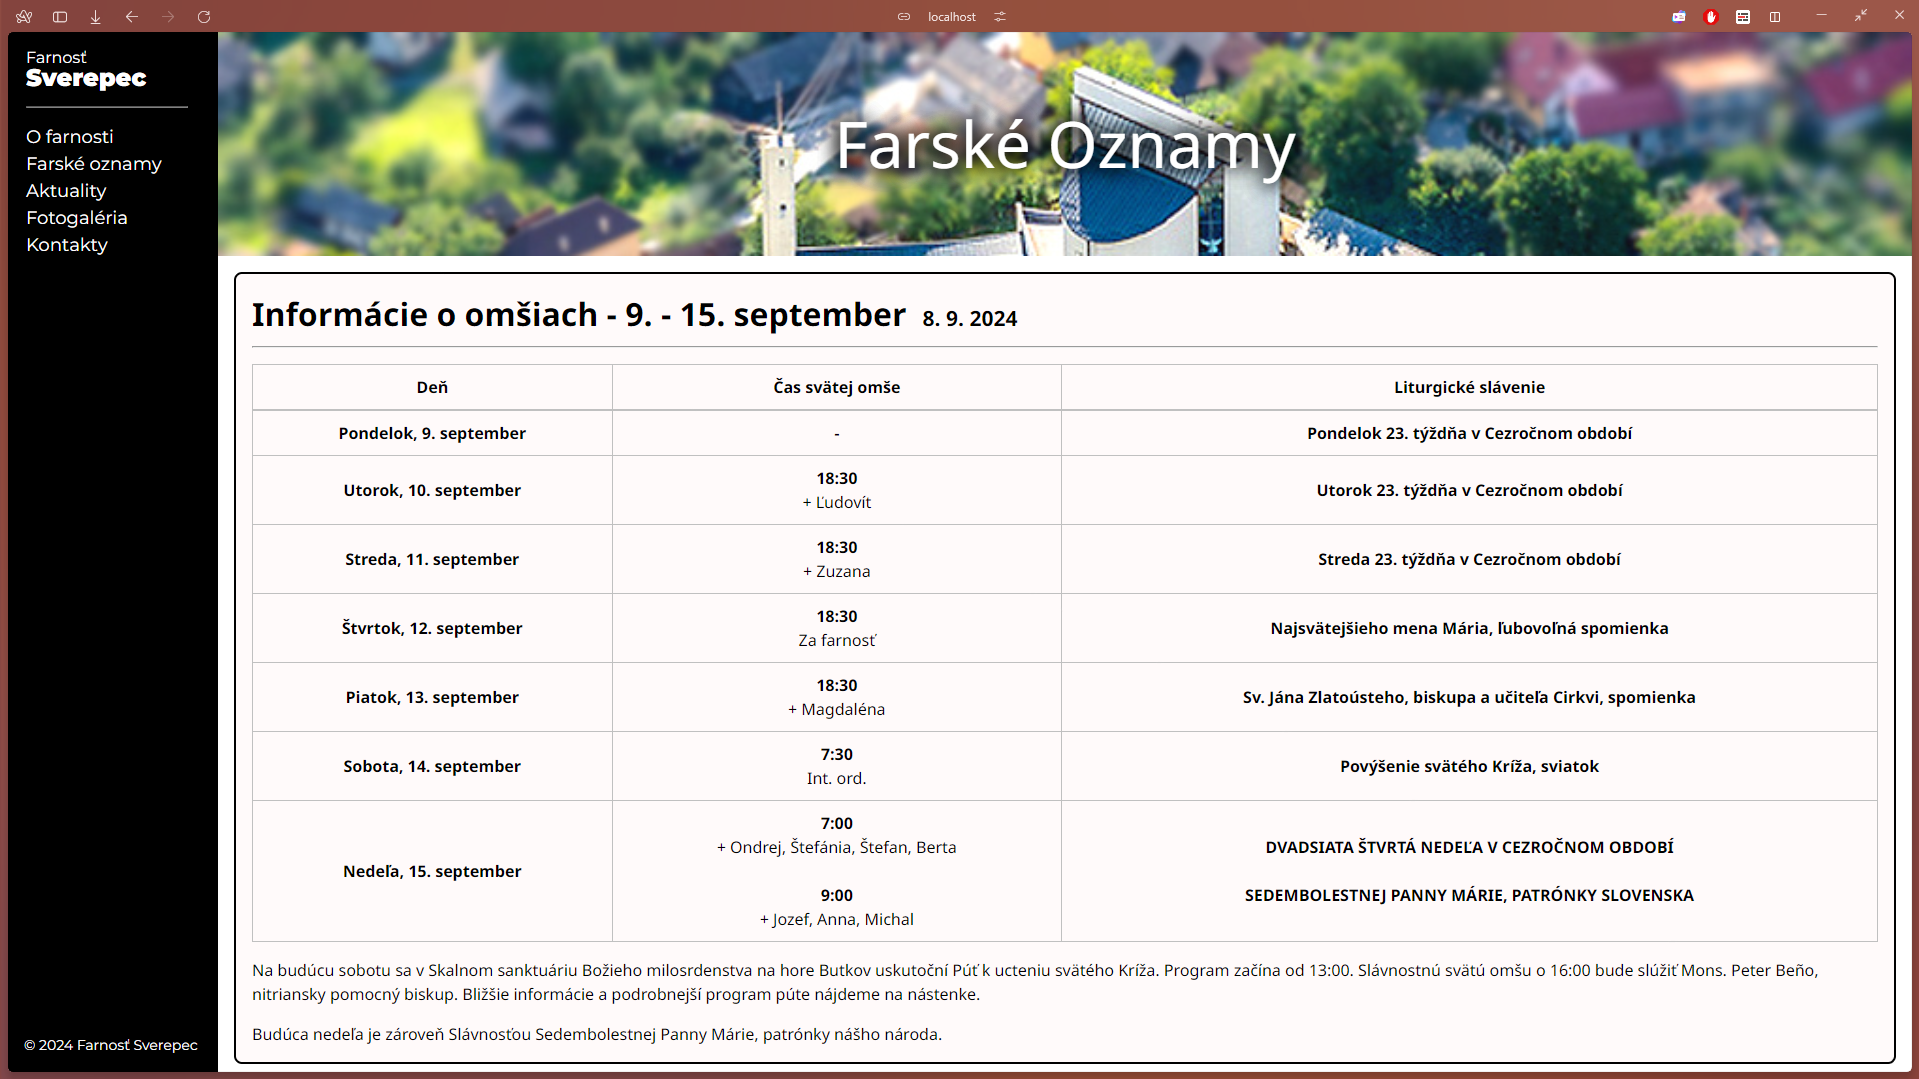 localhost
Farnosť
Sverepec
O farnosti
Farské oznamy
Aktuality
Fotogaléria
Kontakty
© 2024 Farnosť Sverepec
Farské Oznamy
Informácie o omšiach - 9. - 15. september 8. 9. 2024
Deň Čas svätej omše Liturgické slávenie
Pondelok, 9. september - Pondelok 23. týždňa v Cezročnom období
Utorok, 10. september 18:30 Utorok 23. týždňa v Cezročnom období
+ Ľudovít
Streda, 11. september 18:30 Streda 23. týždňa v Cezročnom období
+ Zuzana
Štvrtok, 12. september 18:30 Najsvätejšieho mena Mária, ľubovoľná spomienka
Za farnosť
Piatok, 13. september 18:30 Sv. Jána Zlatoústeho, biskupa a učiteľa Cirkvi, spomienka
+ Magdaléna
Sobota, 14. september 7:30 Povýšenie svätého Kríža, sviatok
Int. ord.
Nedeľa, 15. september 7:00
+ Ondrej, Štefánia, Štefan, Berta DVADSIATA ŠTVRTÁ NEDEĽA V CEZROČNOM OBDOBÍ
9:00 SEDEMBOLESTNEJ PANNY MÁRIE, PATRÓNKY SLOVENSKA
+ Jozef, Anna, Michal
Na budúcu sobotu sa v Skalnom sanktuáriu Božieho milosrdenstva na hore Butkov uskutoční Púť k ucteniu svätého Kríža. Program začína od 13:00. Slávnostnú svätú omšu o 16:00 bude slúžiť Mons. Peter Beňo,
nitriansky pomocný biskup. Bližšie informácie a podrobnejší program púte nájdeme na nástenke.
Budúca nedeľa je zároveň Slávnosťou Sedembolestnej Panny Márie, patrónky nášho národa.